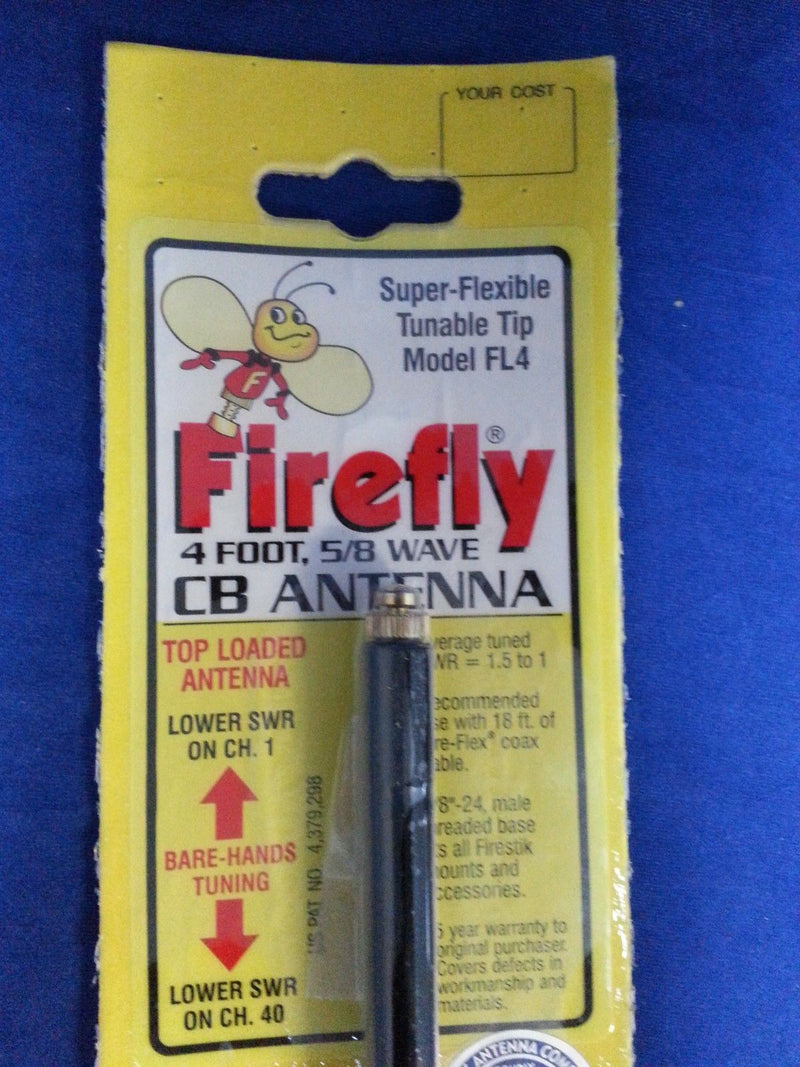 YOUR COST
Super-Flexible
Tunable Tip
Model FL4
F
Firefly®
4 FOOT, 5/8 WAVE
CB ANTENNA
TOP LOADED
ANTENNA
LOWER SWR
ON CH. 1
BARE-HANDS
TUNING
LOWER SWR
ON CH. 40
US PAT NO. 4,379,298
verage tuned
WR = 1.5 to 1
ecommended
se with 18 ft. of
re-Flex® coax
able.
/8"-24, male
readed base
ts all Firestik
ounts and
ccessories.
5 year warranty to
original purchaser.
Covers defects in
workmanship and
materials.
ANTENNA